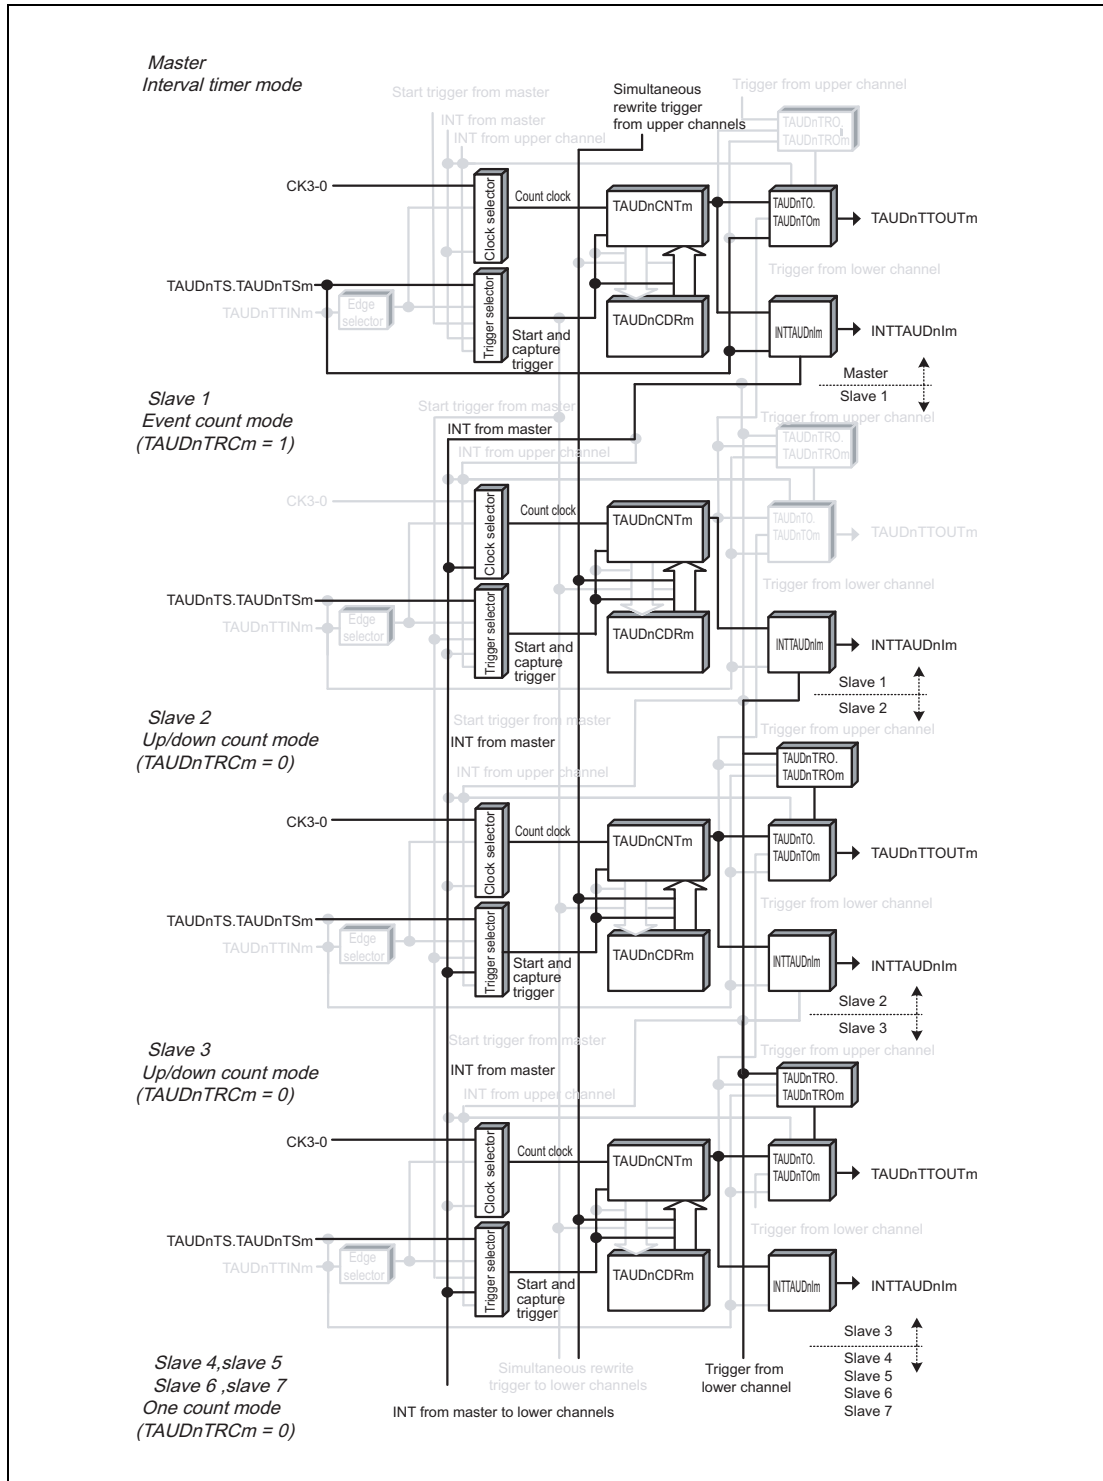 Master
Interval timer mode
Start trigger from master
INT from master
INT from upper channel
Simultaneous
rewrite trigger
from upper channels
Trigger from upper channel
TAUDnTRO.
TAUDnTROm
CK3-0
Clock selector
Count clock
TAUDnCNTm
TAUDnTO.
TAUDnTOm
TAUDnTTOUTm
Trigger from lower channel
TAUDnTS.TAUDnTSm
TAUDnTTINm
Edge
selector
Trigger selector
Start and
capture
trigger
TAUDnCDRm
INTTAUDnIm
INTTAUDnIm
Master
Slave 1
Slave 1
Event count mode
(TAUDnTRCm = 1)
Start trigger from master
INT from master
INT from upper channel
Trigger from upper channel
TAUDnTRO.
TAUDnTROm
CK3-0
Clock selector
Count clock
TAUDnCNTm
TAUDnTO.
TAUDnTOm
TAUDnTTOUTm
Trigger from lower channel
TAUDnTS.TAUDnTSm
TAUDnTTINm
Edge
selector
Trigger selector
Start and
capture
trigger
TAUDnCDRm
INTTAUDnIm
INTTAUDnIm
Slave 1
Slave 2
Slave 2
Up/down count mode
(TAUDnTRCm = 0)
Start trigger from master
INT from master
INT from upper channel
Trigger from upper channel
TAUDnTRO.
TAUDnTROm
CK3-0
Clock selector
Count clock
TAUDnCNTm
TAUDnTO.
TAUDnTOm
TAUDnTTOUTm
Trigger from lower channel
TAUDnTS.TAUDnTSm
TAUDnTTINm
Edge
selector
Trigger selector
Start and
capture
trigger
TAUDnCDRm
INTTAUDnIm
INTTAUDnIm
Slave 2
Slave 3
Slave 3
Up/down count mode
(TAUDnTRCm = 0)
Start trigger from master
INT from master
INT from upper channel
Trigger from upper channel
TAUDnTRO.
TAUDnTROm
CK3-0
Clock selector
Count clock
TAUDnCNTm
TAUDnTO.
TAUDnTOm
TAUDnTTOUTm
Trigger from lower channel
TAUDnTS.TAUDnTSm
TAUDnTTINm
Edge
selector
Trigger selector
Start and
capture
trigger
TAUDnCDRm
INTTAUDnIm
INTTAUDnIm
Slave 3
Slave 4
Slave 5
Slave 6
Slave 7
Slave 4,slave 5
Slave 6 ,slave 7
One count mode
(TAUDnTRCm = 0)
Simultaneous rewrite
trigger to lower channels
Trigger from
lower channel
INT from master to lower channels